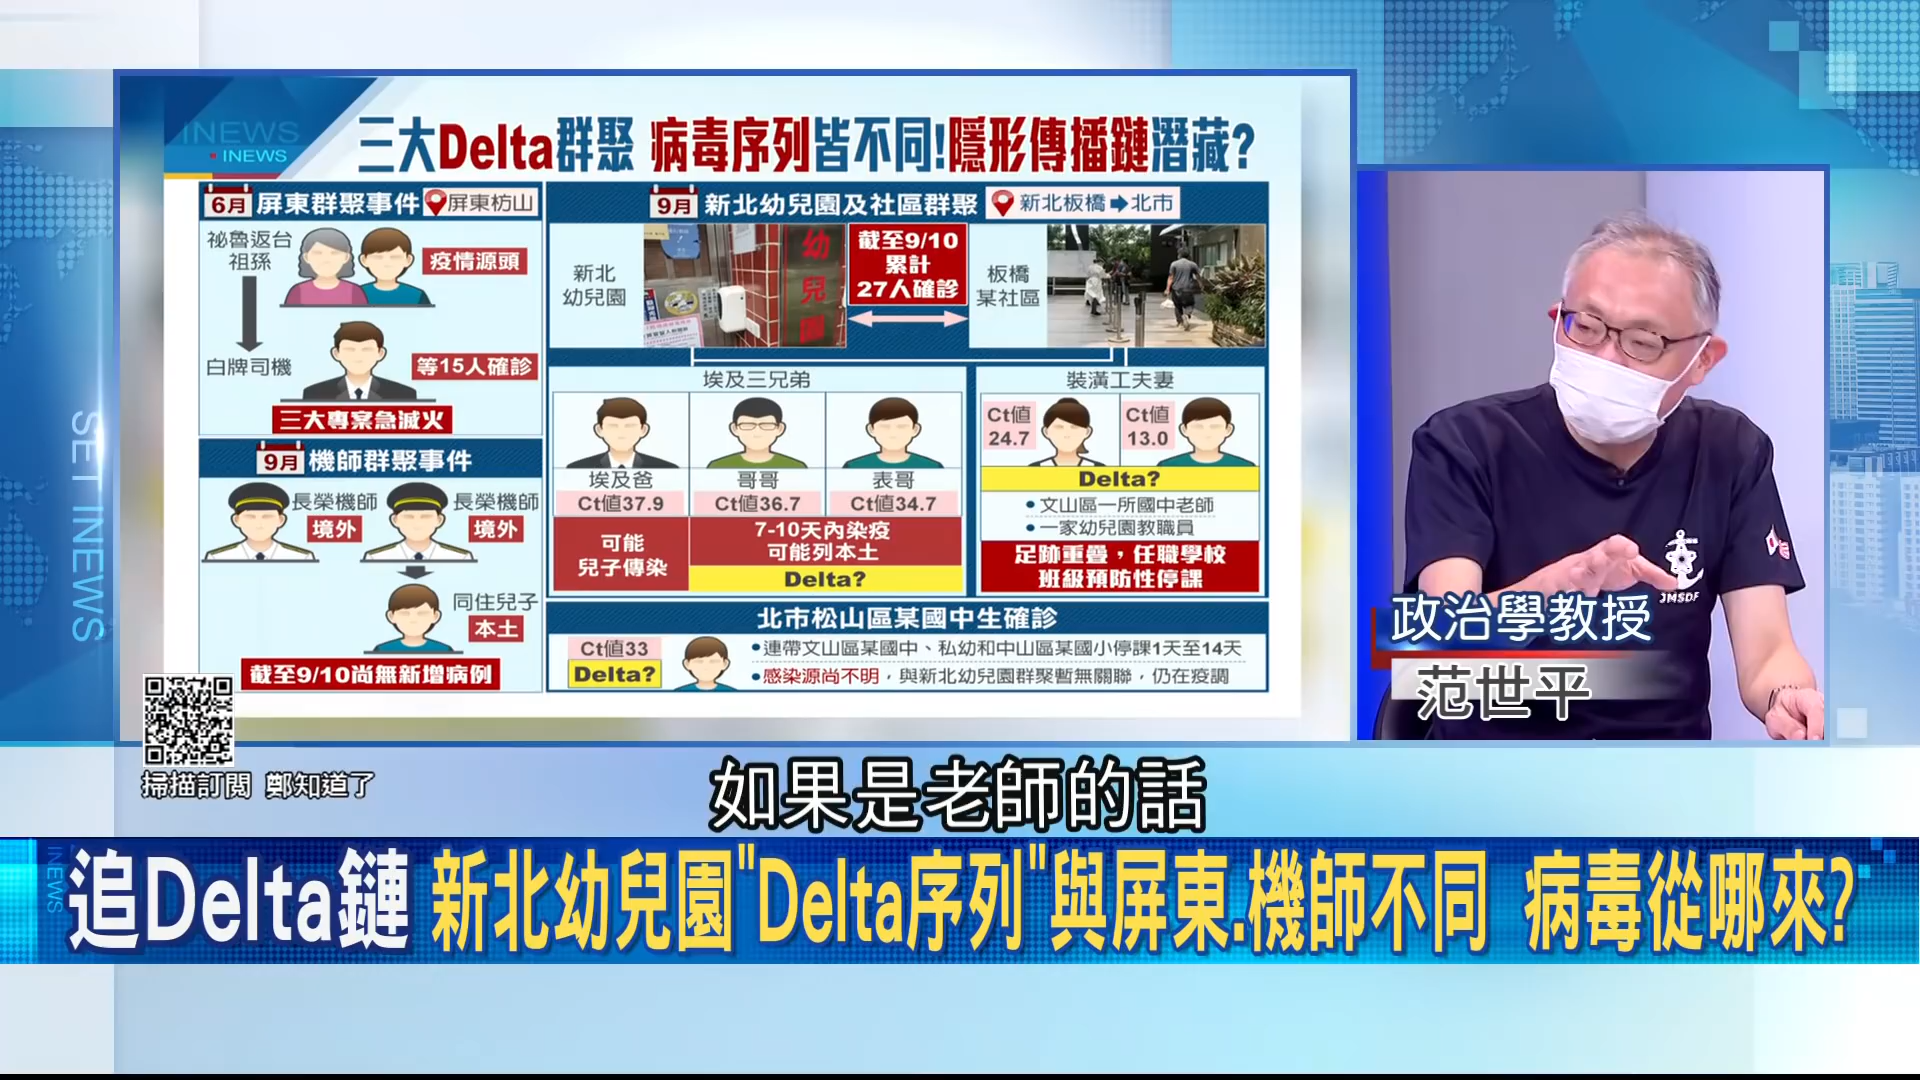 INEWS
INEWS
三大Delta群聚 病毒序列皆不同!隱形傳播鏈潛藏?
6月 屏東群聚事件 屏東枋山
祕魯返台
祖孫
疫情源頭
白牌司機
等15人確診
三大專案急滅火
9月 機師群聚事件
長榮機師
境外
長榮機師
境外
同住兒子
本土
截至9/10尚無新增病例
9月 新北幼兒園及社區群聚 新北板橋➡北市
新北
幼兒園
幼兒園
截至9/10
累計
27人確診
板橋
某社區
埃及三兄弟
埃及爸
Ct值37.9
哥哥
Ct值36.7
表哥
Ct值34.7
可能
兒子傳染
7-10天內染疫
可能列本土
Delta?
裝潢工夫妻
Ct值
24.7
Ct值
13.0
Delta?
•文山區一所國中老師
•一家幼兒園教職員
足跡重疊，任職學校
班級預防性停課
北市松山區某國中生確診
Ct值33
Delta?
•連帶文山區某國中、私幼和中山區某國小停課1天至14天
•感染源尚不明，與新北幼兒園群聚暫無關聯，仍在疫調
SET INEWS
JMSDF
政治學教授
范世平
掃描訂閱 鄭知道了
如果是老師的話
INEWS
追Delta鏈 新北幼兒園"Delta序列"與屏東.機師不同 病毒從哪來?